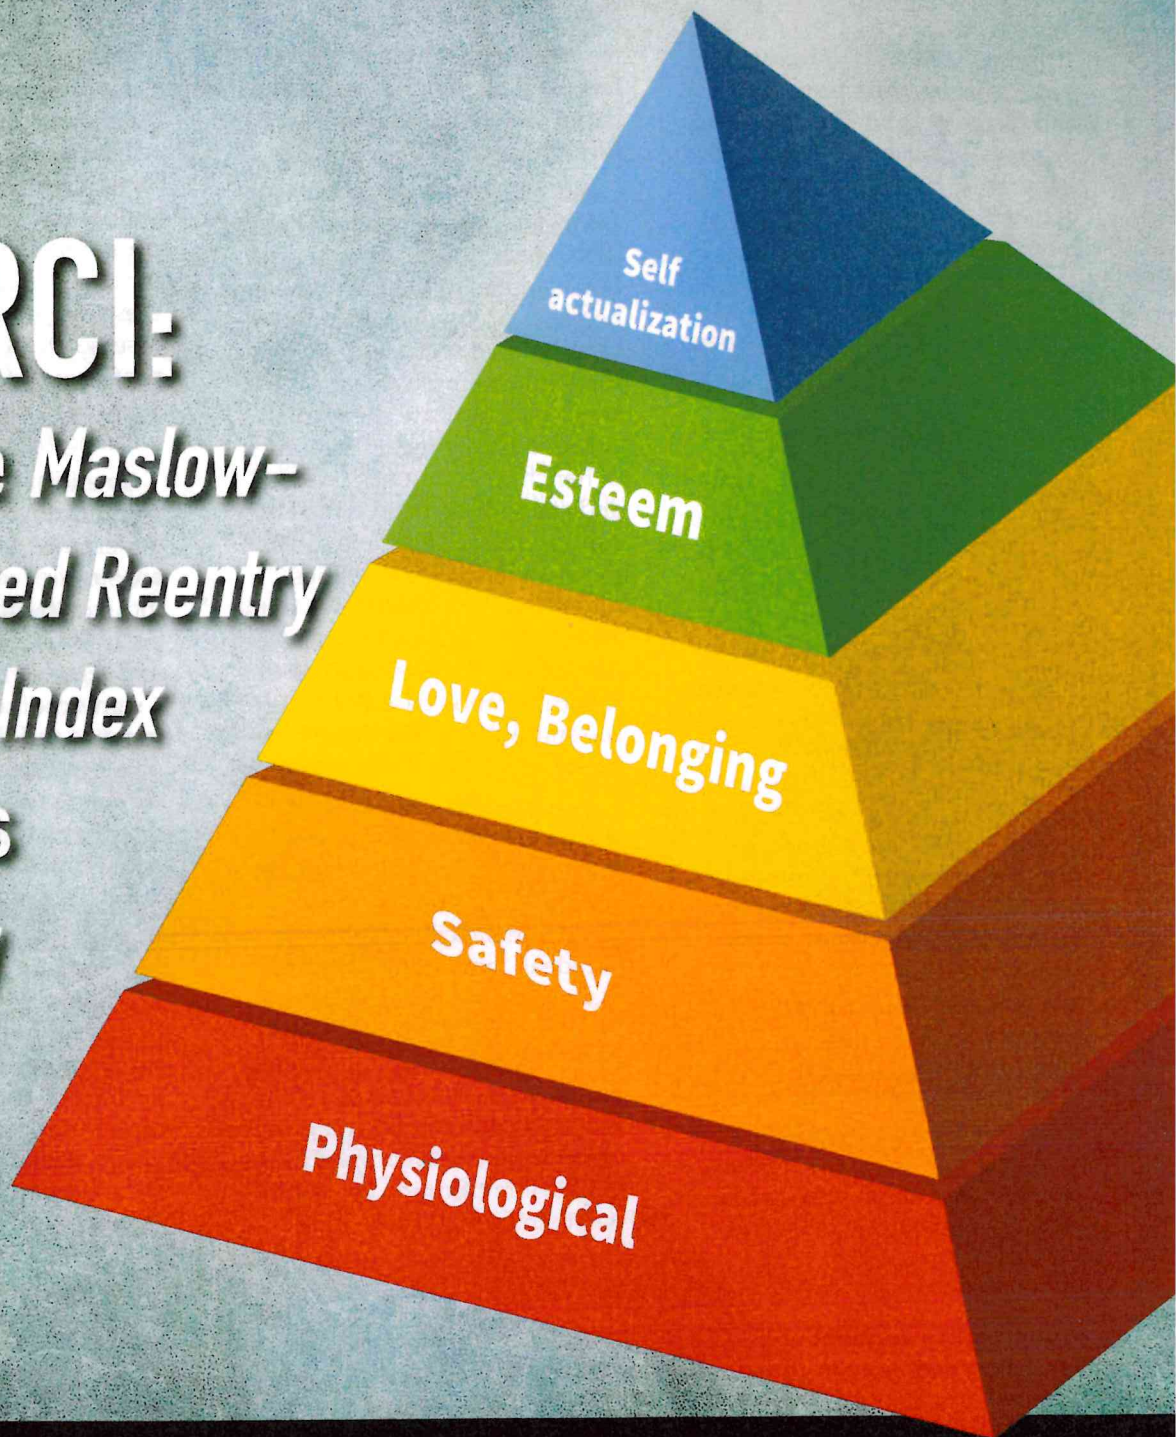 RCI:
e Maslow-
ed Reentry
Index
s
Self
actualization
Esteem
Love, Belonging
Safety
Physiological